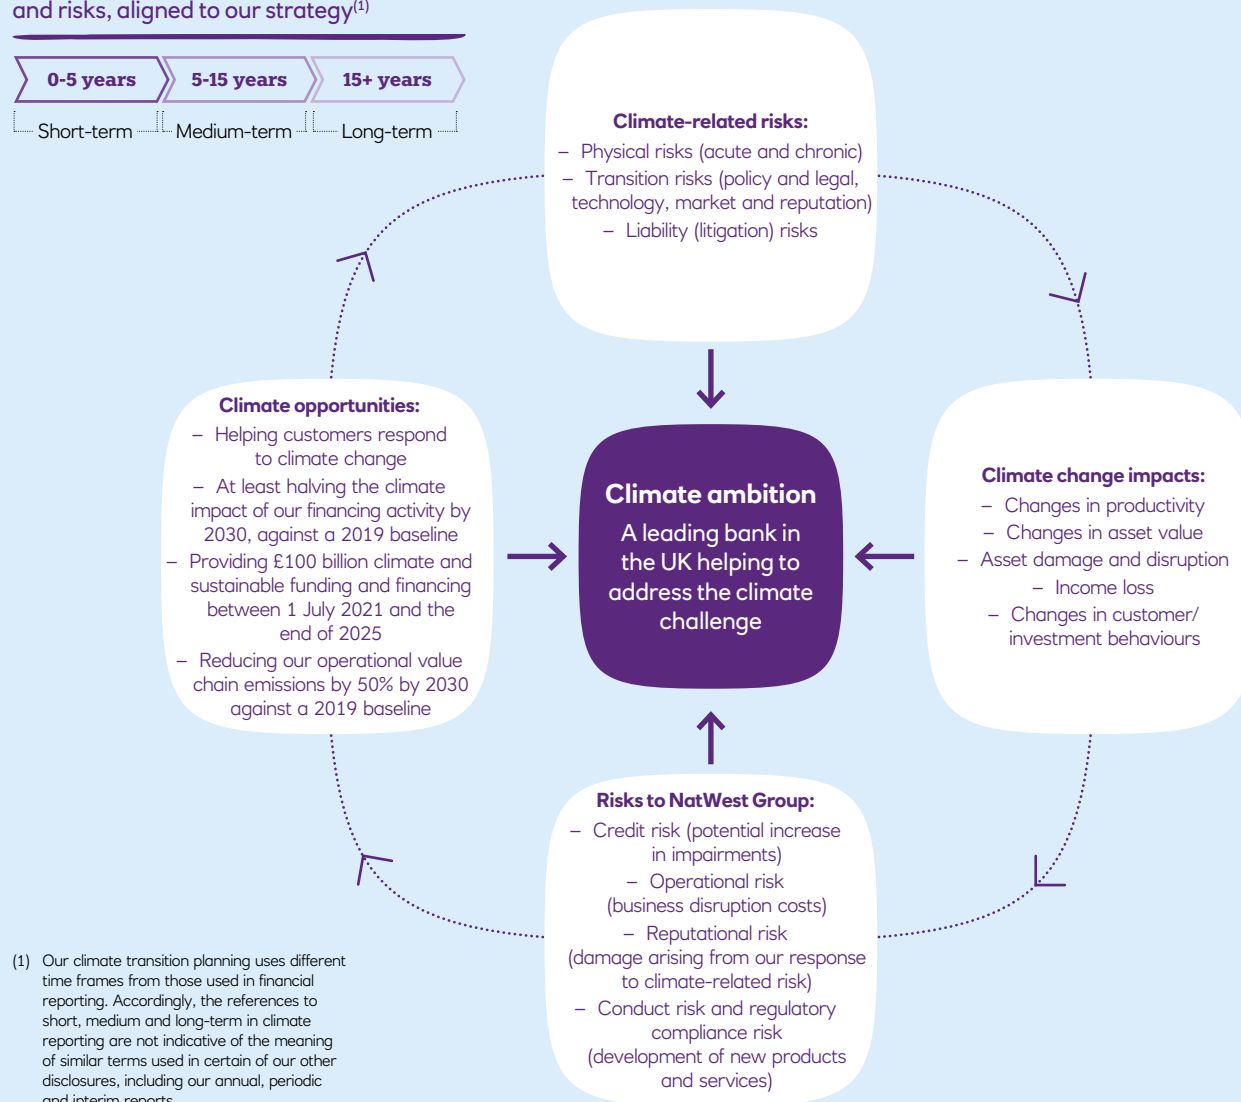 and risks, aligned to our strategy(1)
0-5 years
5-15 years
15+ years
Short-term
Medium-term
Long-term
Climate-related risks:
– Physical risks (acute and chronic)
– Transition risks (policy and legal,
technology, market and reputation)
– Liability (litigation) risks
Climate opportunities:
– Helping customers respond
to climate change
– At least halving the climate
impact of our financing activity by
2030, against a 2019 baseline
– Providing £100 billion climate and
sustainable funding and financing
between 1 July 2021 and the
end of 2025
– Reducing our operational value
chain emissions by 50% by 2030
against a 2019 baseline
Climate ambition
A leading bank in
the UK helping to
address the climate
challenge
Climate change impacts:
– Changes in productivity
– Changes in asset value
– Asset damage and disruption
– Income loss
– Changes in customer/
investment behaviours
Risks to NatWest Group:
– Credit risk (potential increase
in impairments)
– Operational risk
(business disruption costs)
– Reputational risk
(damage arising from our response
to climate-related risk)
– Conduct risk and regulatory
compliance risk
(development of new products
and services)
(1) Our climate transition planning uses different
time frames from those used in financial
reporting. Accordingly, the references to
short, medium and long-term in climate
reporting are not indicative of the meaning
of similar terms used in certain of our other
disclosures, including our annual, periodic
and interim reports